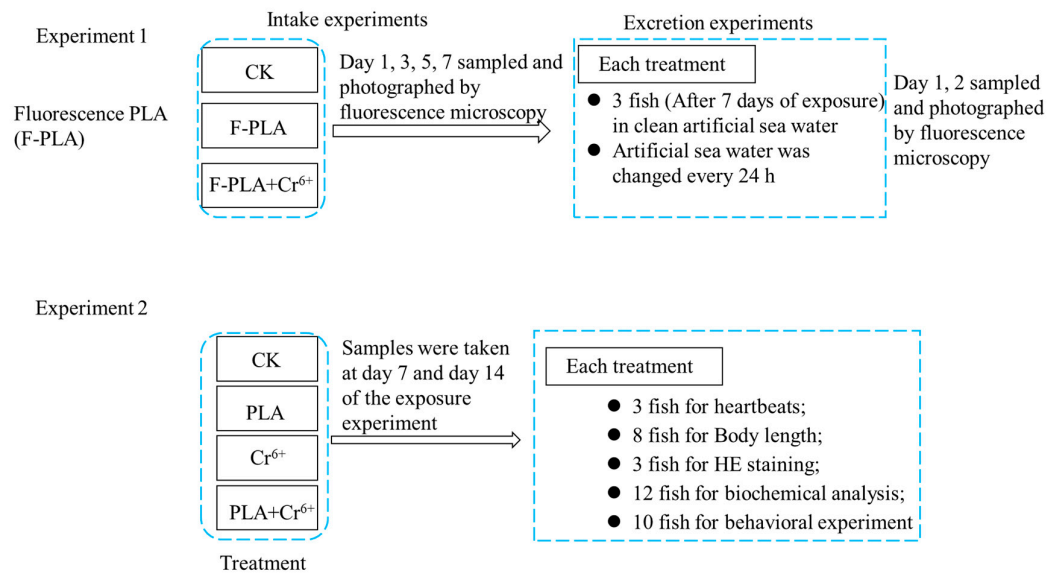 Intake experiments
Excretion experiments
Experiment 1
Fluorescence PLA
(F-PLA)
CK
F-PLA
F-PLA+Cr⁶⁺
Day 1, 3, 5, 7 sampled and
photographed by
fluorescence microscopy
Each treatment
● 3 fish (After 7 days of exposure)
in clean artificial sea water
● Artificial sea water was
changed every 24 h
Day 1, 2 sampled
and photographed
by fluorescence
microscopy
Experiment 2
CK
PLA
Cr⁶⁺
PLA+Cr⁶⁺
Treatment
Samples were taken
at day 7 and day 14
of the exposure
experiment
Each treatment
● 3 fish for heartbeats;
● 8 fish for Body length;
● 3 fish for HE staining;
● 12 fish for biochemical analysis;
● 10 fish for behavioral experiment